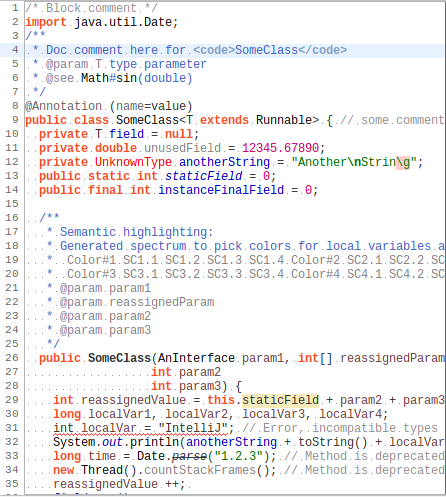 1 /* Block comment */
2 import java.util.Date;
3 /**
4  * Doc comment here for <code>SomeClass</code>
5  * @param T type parameter
6  * @see Math#sin(double)
7  */
8 @Annotation (name=value)
9 public class SomeClass<T extends Runnable> { // some comment
10   private T field = null;
11   private double unusedField = 12345.67890;
12   private UnknownType anotherString = "Another\nStrin\g";
13   public static int staticField = 0;
14   public final int instanceFinalField = 0;
15
16   /**
17    * Semantic highlighting:
18    * Generated spectrum to pick colors for local variables a
19    *  Color#1 SC1.1 SC1.2 SC1.3 SC1.4 Color#2 SC2.1 SC2.2 SC
20    *  Color#3 SC3.1 SC3.2 SC3.3 SC3.4 Color#4 SC4.1 SC4.2 SC
21    * @param param1
22    * @param reassignedParam
23    * @param param2
24    * @param param3
25    */
26   public SomeClass(AnInterface param1, int[] reassignedParam
27                   int param2
28                   int param3) {
29     int reassignedValue = this.staticField + param2 + param3
30     long localVar1, localVar2, localVar3, localVar4;
31     int localVar = "IntelliJ"; // Error, incompatible types
32     System.out.println(anotherString + toString() + localVar
33     long time = Date.parse("1.2.3"); // Method is deprecated
34     new Thread().countStackFrames(); // Method is deprecated
35     reassignedValue ++;